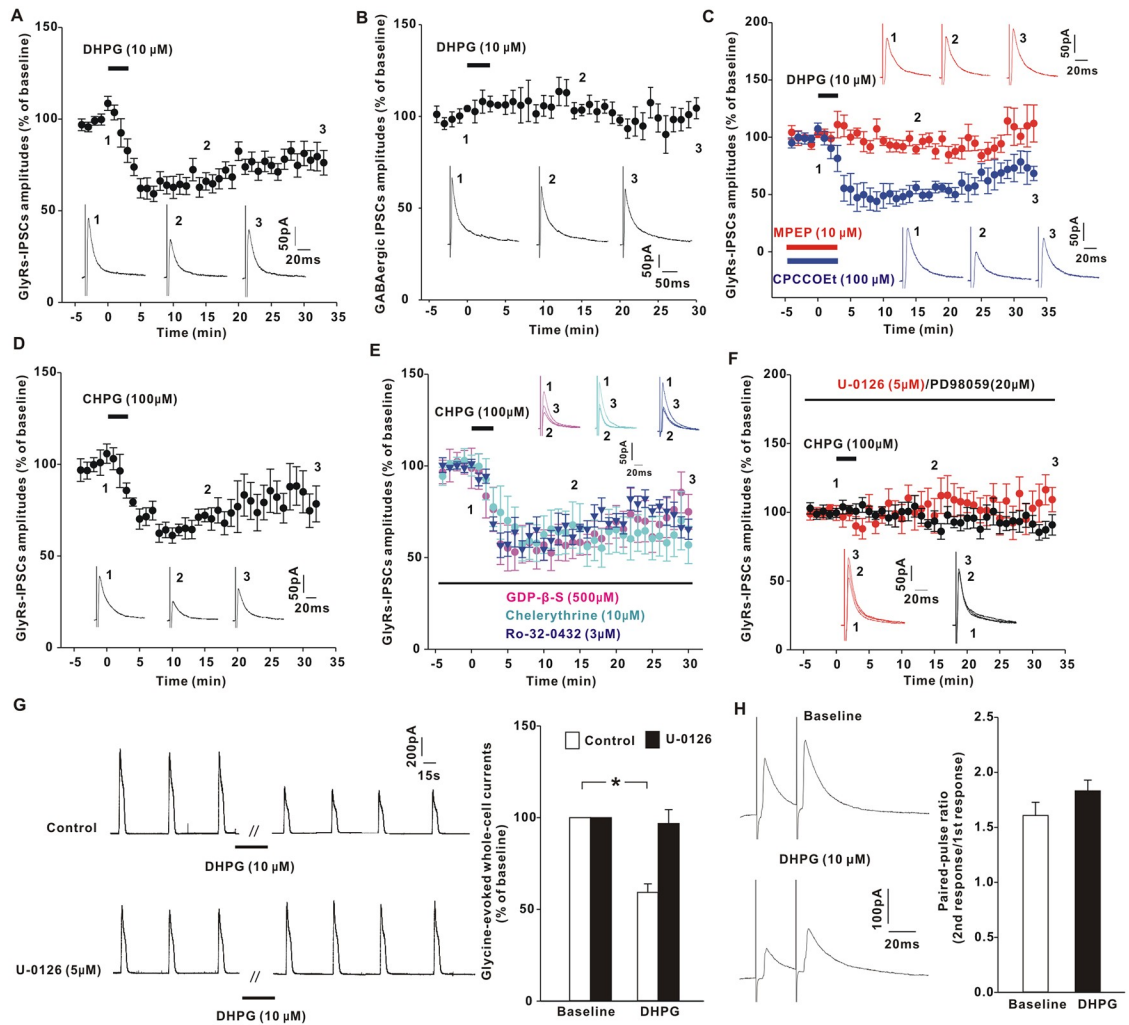 A
GlyRs-IPSCs amplitudes (% of baseline)
150
100
50
0
DHPG (10 µM)
1
2
3
1
2
3
50pA
20ms
-5 0 5 10 15 20 25 30 35
Time (min)
B
GABAergic IPSCs amplitudes (% of baseline)
150
100
50
0
DHPG (10 µM)
1
2
3
1
2
3
50pA
50ms
-5 0 5 10 15 20 25 30
Time (min)
C
GlyRs-IPSCs amplitudes (% of baseline)
200
150
100
50
0
1
2
3
50pA
20ms
DHPG (10 µM)
1
2
3
MPEP (10 µM)
CPCCOEt (100 µM)
1
2
3
50pA
20ms
-5 0 5 10 15 20 25 30 35
Time (min)
D
GlyRs-IPSCs amplitudes (% of baseline)
150
100
50
0
CHPG (100µM)
1
2
3
1
2
3
50pA
20ms
-5 0 5 10 15 20 25 30 35
Time (min)
E
GlyRs-IPSCs amplitudes (% of baseline)
150
100
50
0
CHPG (100µM)
1
3
2
1
3
2
1
3
2
50pA
20ms
1
2
3
GDP-β-S (500µM)
Chelerythrine (10µM)
Ro-32-0432 (3µM)
-5 0 5 10 15 20 25 30
Time (min)
F
GlyRs-IPSCs amplitudes (% of baseline)
200
150
100
50
0
U-0126 (5µM)/PD98059(20µM)
CHPG (100µM)
1
2
3
3
2
1
50pA
20ms
3
2
1
50pA
20ms
-5 0 5 10 15 20 25 30 35
Time (min)
G
200pA
15s
Control
//
DHPG (10 µM)
U-0126 (5µM)
//
DHPG (10 µM)
Glycine-evoked whole-cell currents
(% of baseline)
150
100
50
0
Control U-0126
*
Baseline DHPG
H
Baseline
DHPG (10 µM)
100pA
20ms
Paired-pulse ratio
(2nd response/1st response)
2.5
2.0
1.5
1.0
0.5
0.0
Baseline DHPG